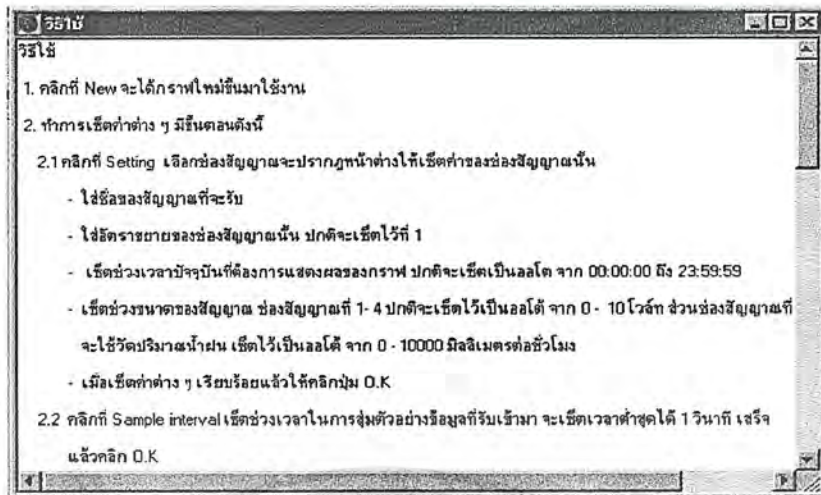 วิธีใช้
วิธีใช้
1. คลิกที่ New จะได้กราฟใหม่ขึ้นมาใช้งาน
2. ทำการเซ็ตค่าต่าง ๆ มีขั้นตอนดังนี้
2.1 คลิกที่ Setting เลือกช่องสัญญาณจะปรากฎหน้าต่างให้เซ็ตค่าของช่องสัญญาณนั้น
- ใส่ชื่อของสัญญาณที่จะรับ
- ใส่อัตราขยายของช่องสัญญาณนั้น ปกติจะเซ็ตไว้ที่ 1
- เซ็ตช่วงเวลาปัจจุบันที่ต้องการแสดงผลของกราฟ ปกติจะเซ็ตเป็นออโต จาก 00:00:00 ถึง 23:59:59
- เซ็ตช่วงขนาดของสัญญาณ ช่องสัญญาณที่ 1- 4 ปกติจะเซ็ตไว้เป็นออโต้ จาก 0 - 10 โวล์ท ส่วนช่องสัญญาณที่
จะใช้วัดปริมาณน้ำฝน เซ็ตไว้เป็นออโต้ จาก 0 - 10000 มิลลิเมตรต่อชั่วโมง
- เมื่อเซ็ตค่าต่าง ๆ เรียบร้อยแล้วให้คลิกปุ่ม O.K
2.2 คลิกที่ Sample interval เซ็ตช่วงเวลาในการสุ่มตัวอย่างข้อมูลที่รับเข้ามา จะเซ็ตเวลาต่ำสุดได้ 1 วินาที เสร็จ
แล้วคลิก O.K